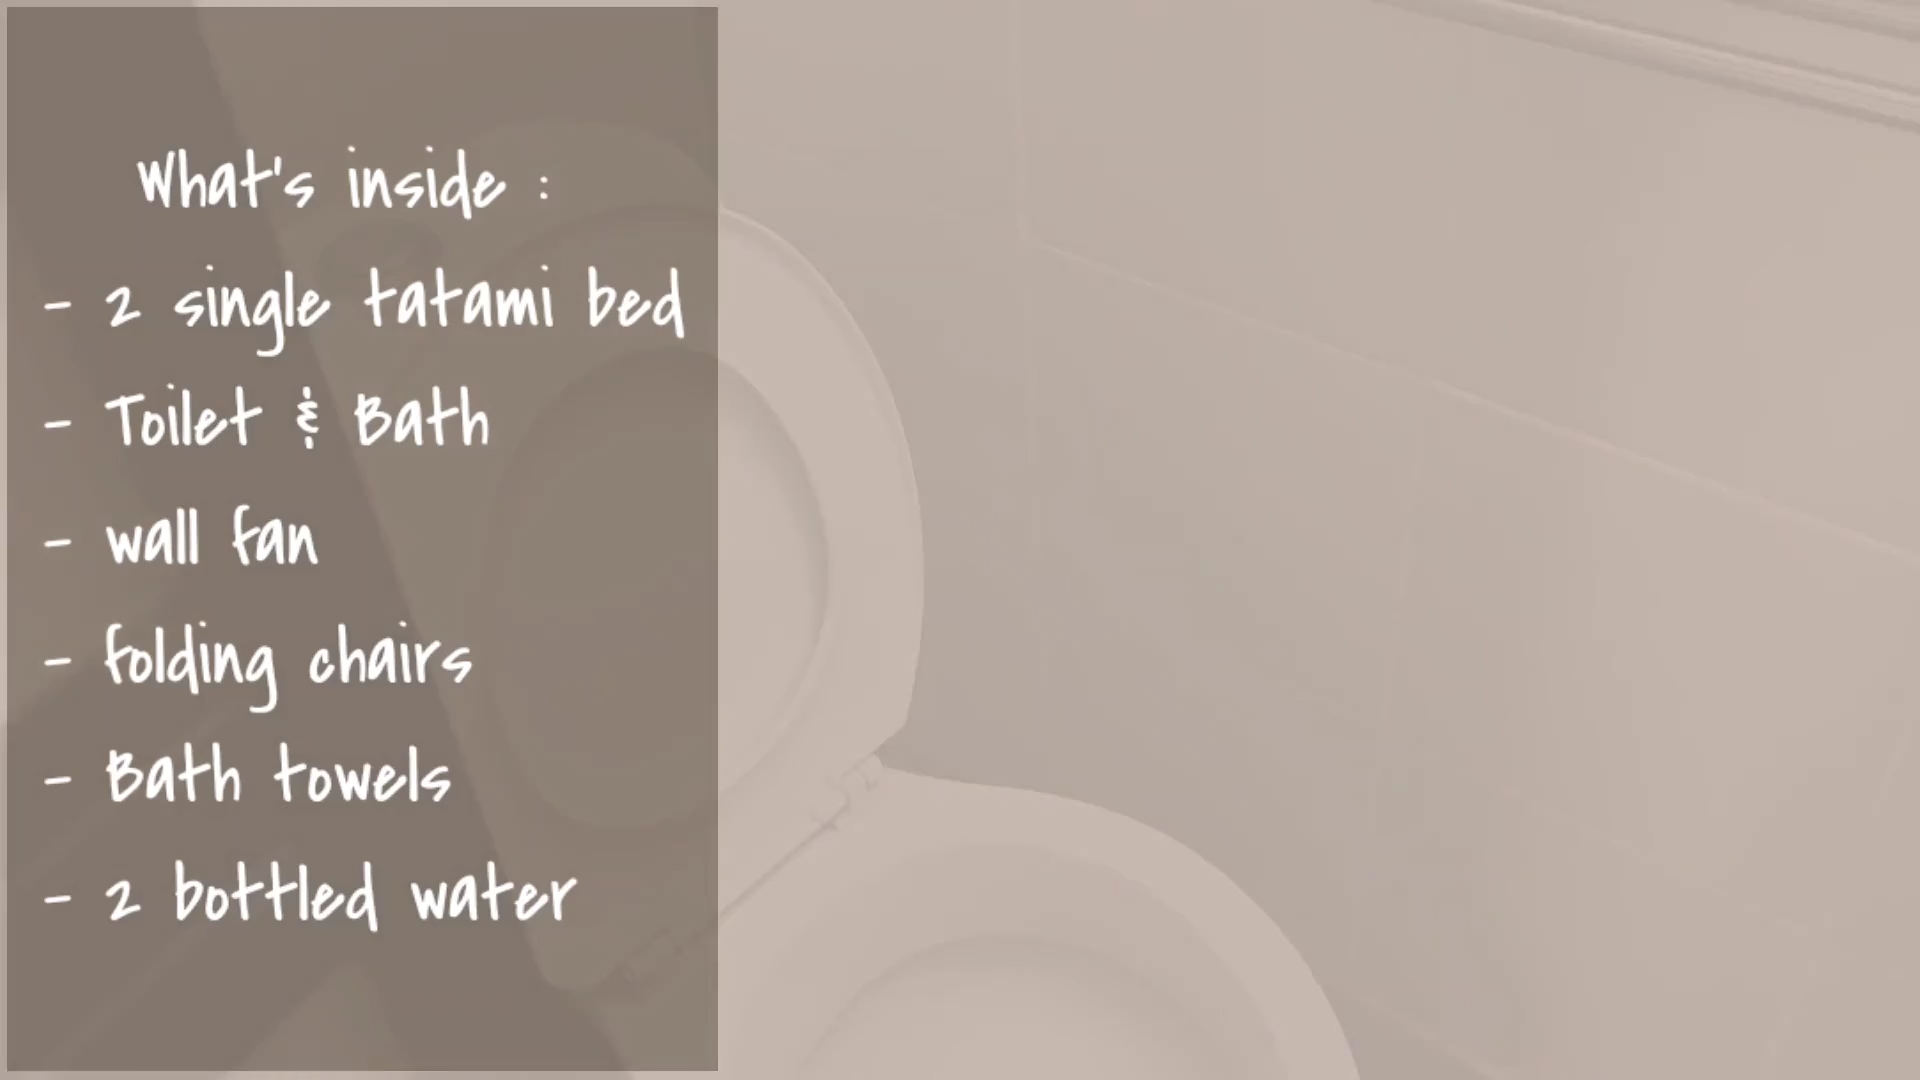 What's inside :
- 2 single tatami bed
- Toilet & Bath
- wall fan
- folding chairs
- Bath towels
- 2 bottled water